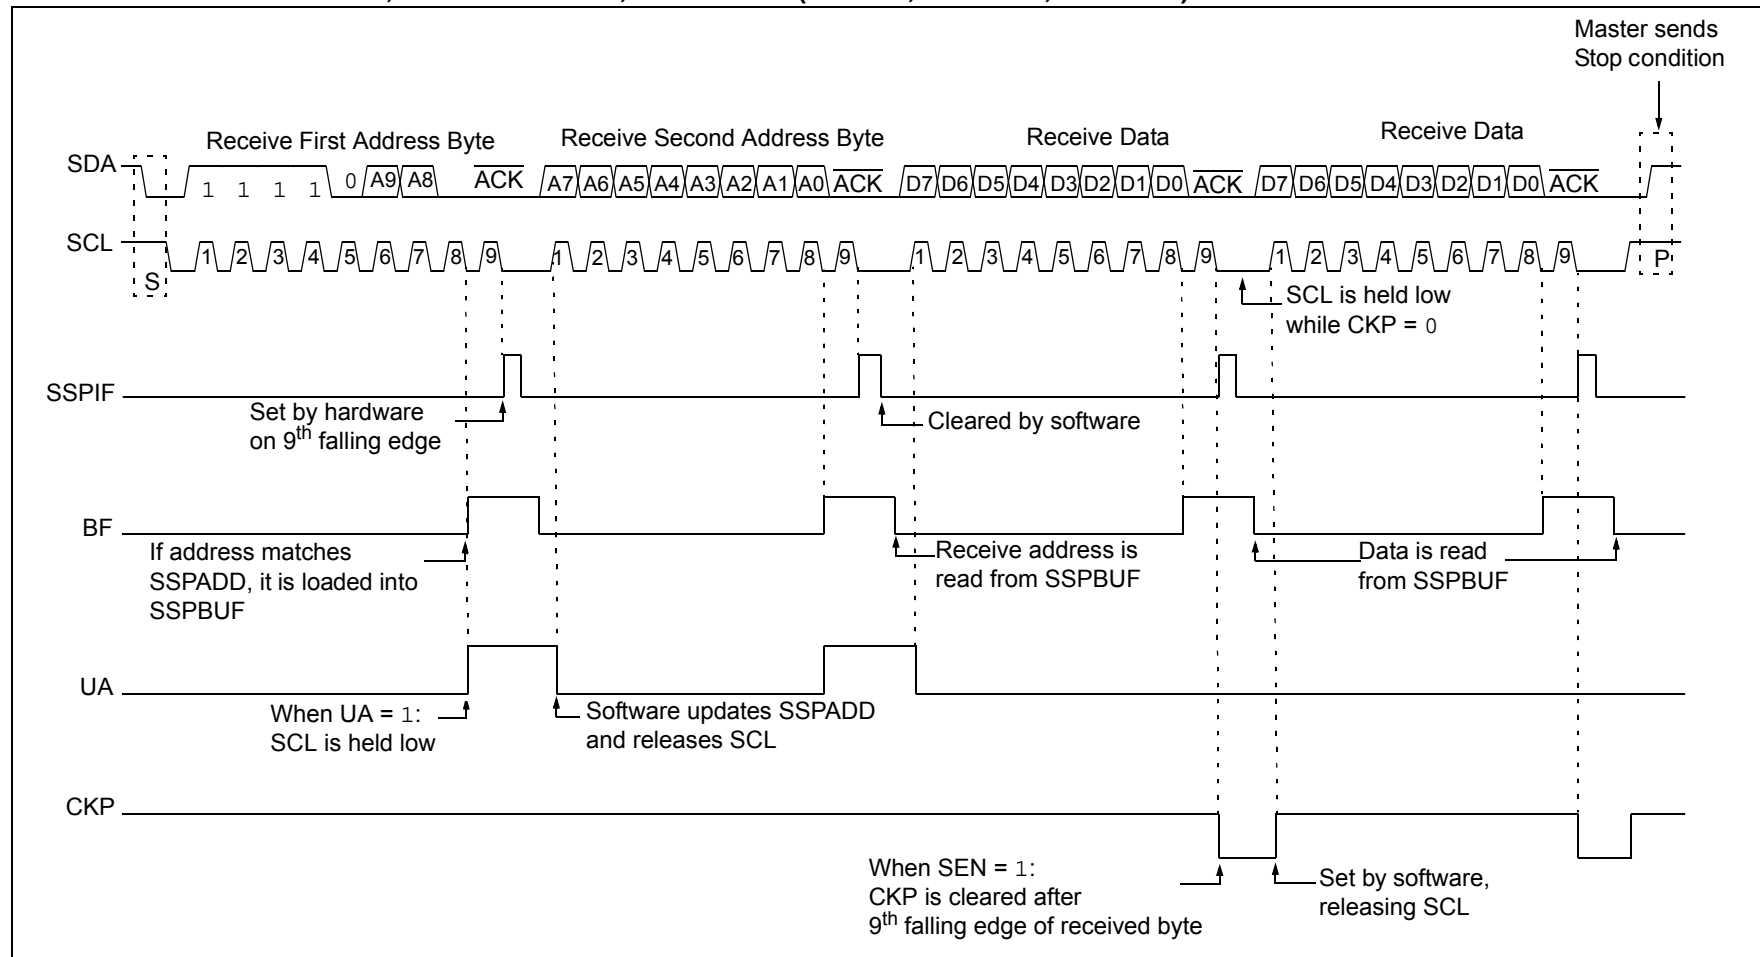 Master sends
Stop condition
Receive First Address Byte
Receive Second Address Byte
Receive Data
Receive Data
SDA
1 1 1 1 0 A9 A8 ACK A7 A6 A5 A4 A3 A2 A1 A0 ACK D7 D6 D5 D4 D3 D2 D1 D0 ACK D7 D6 D5 D4 D3 D2 D1 D0 ACK
SCL
S 1 2 3 4 5 6 7 8 9 1 2 3 4 5 6 7 8 9 1 2 3 4 5 6 7 8 9 1 2 3 4 5 6 7 8 9 P
SCL is held low
while CKP = 0
SSPIF
Set by hardware
on 9th falling edge
Cleared by software
BF
If address matches
SSPADD, it is loaded into
SSPBUF
Receive address is
read from SSPBUF
Data is read
from SSPBUF
UA
When UA = 1:
SCL is held low
Software updates SSPADD
and releases SCL
CKP
When SEN = 1:
CKP is cleared after
9th falling edge of received byte
Set by software,
releasing SCL